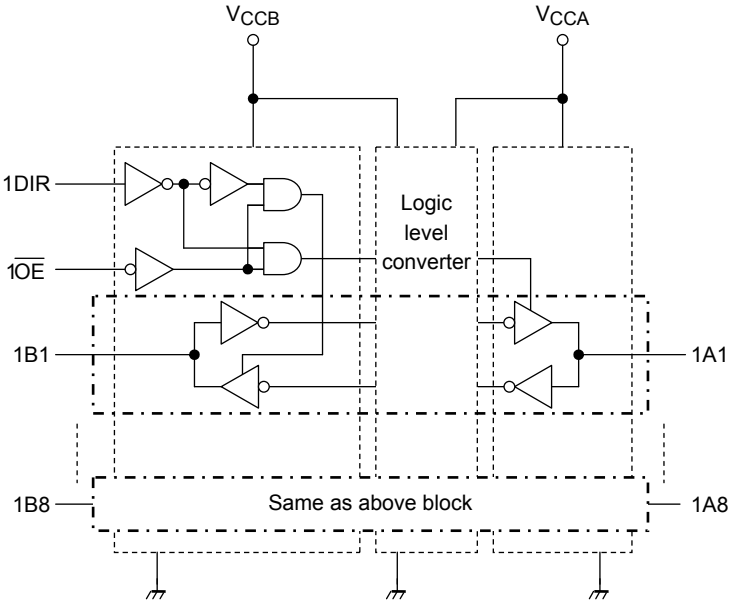 VCCB
VCCA
1DIR
1OE
Logic
level
converter
1B1
1A1
1B8
Same as above block
1A8